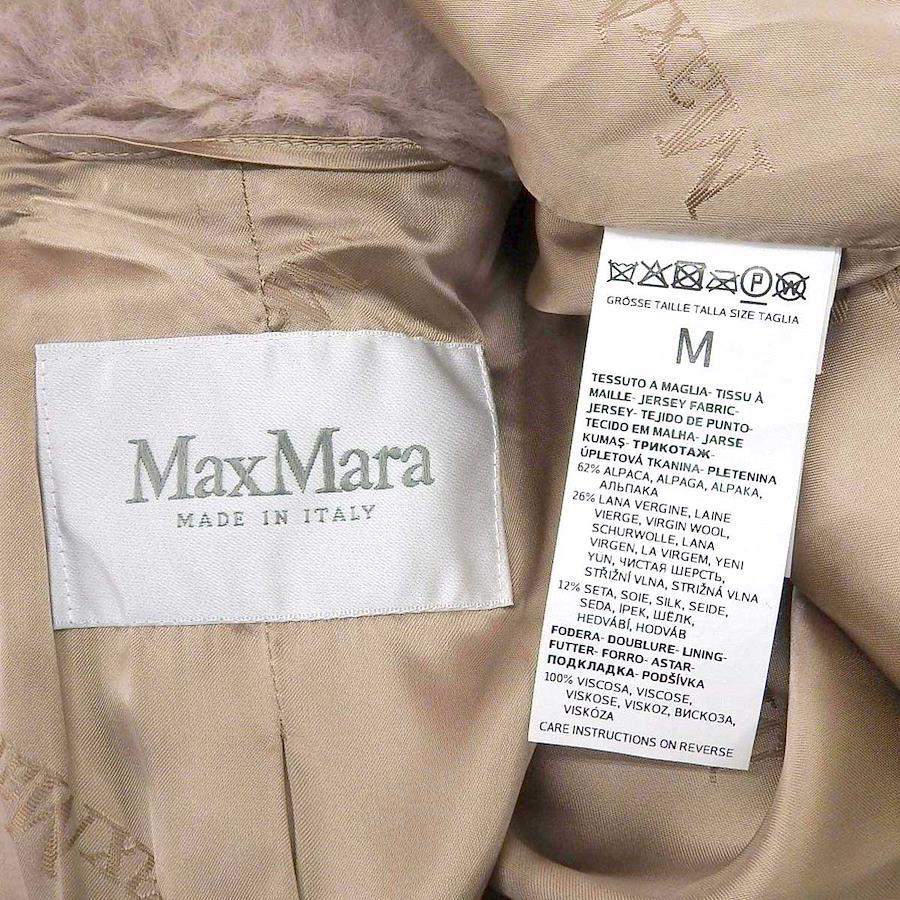 MaxMara
MaxMara
MADE IN ITALY
P
W
GRÖSSE TAILLE TALLA SIZE TAGLIA
M
TESSUTO A MAGLIA- TISSU À
MAILLE- JERSEY FABRIC-
JERSEY- TEJIDO DE PUNTO-
TECIDO EM MALHA- JARSE
KUMAŞ- ТРИКОТАЖ-
ÚPLETOVÁ TKANINA- PLETENINA
62% ALPACA, ALPAGA, ALPAKA,
АЛЬПАКА
26% LANA VERGINE, LAINE
VIERGE, VIRGIN WOOL,
SCHURWOLLE, LANA
VIRGEN, LA VIRGEM, YENI
YUN, ЧИСТАЯ ШЕРСТЬ,
STŘIŽNÍ VLNA, STRIŽNÁ VLNA
12% SETA, SOIE, SILK, SEIDE,
SEDA, İPEK, ШЁЛК,
HEDVÁBÍ, HODVÁB
FODERA- DOUBLURE- LINING-
FUTTER- FORRO- ASTAR-
ПОДКЛАДКА- PODŠÍVKA
100% VISCOSA, VISCOSE,
VISKOSE, VISKOZ, ВИСКОЗА,
VISKÓZA
CARE INSTRUCTIONS ON REVERSE